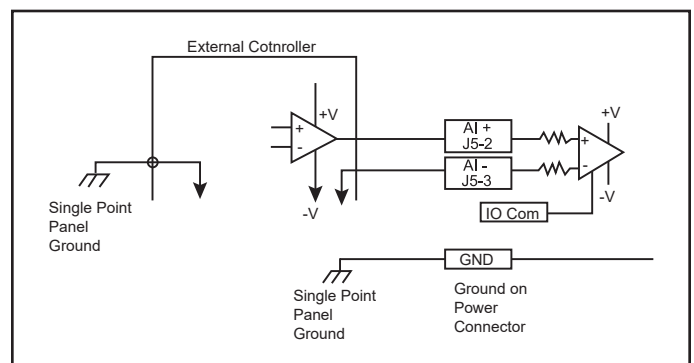 External Cotnroller
+V
+
-
-V
AI +
J5-2
AI -
J5-3
+V
+
-
-V
IO Com
Single Point
Panel
Ground
GND
Single Point
Panel
Ground
Ground on
Power
Connector